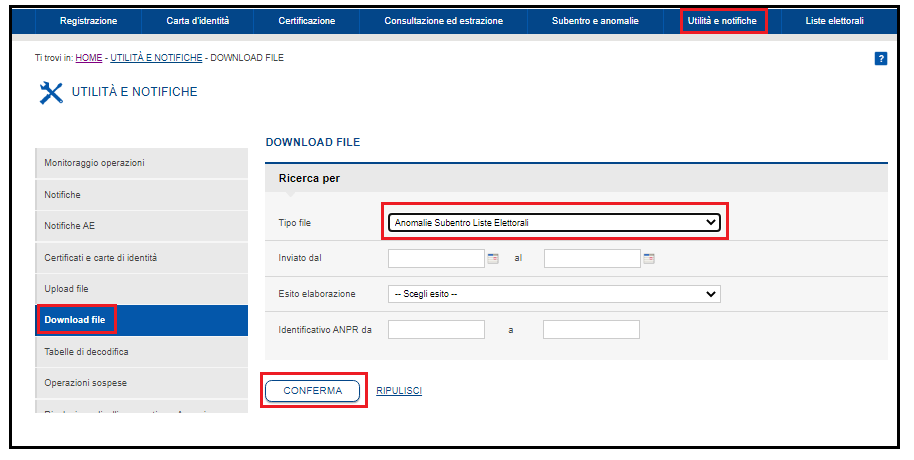 Registrazione Carta d'identità Certificazione Consultazione ed estrazione Subentro e anomalie Utilità e notifiche Liste elettorali
Ti trovi in: HOME - UTILITÀ E NOTIFICHE - DOWNLOAD FILE ?
UTILITÀ E NOTIFICHE
Monitoraggio operazioni
Notifiche
Notifiche AE
Certificati e carte di identità
Upload file
Download file
Tabelle di decodifica
Operazioni sospese
DOWNLOAD FILE
Ricerca per
Tipo file Anomalie Subentro Liste Elettorali
Inviato dal al
Esito elaborazione -- Scegli esito --
Identificativo ANPR da a
CONFERMA RIPULISCI